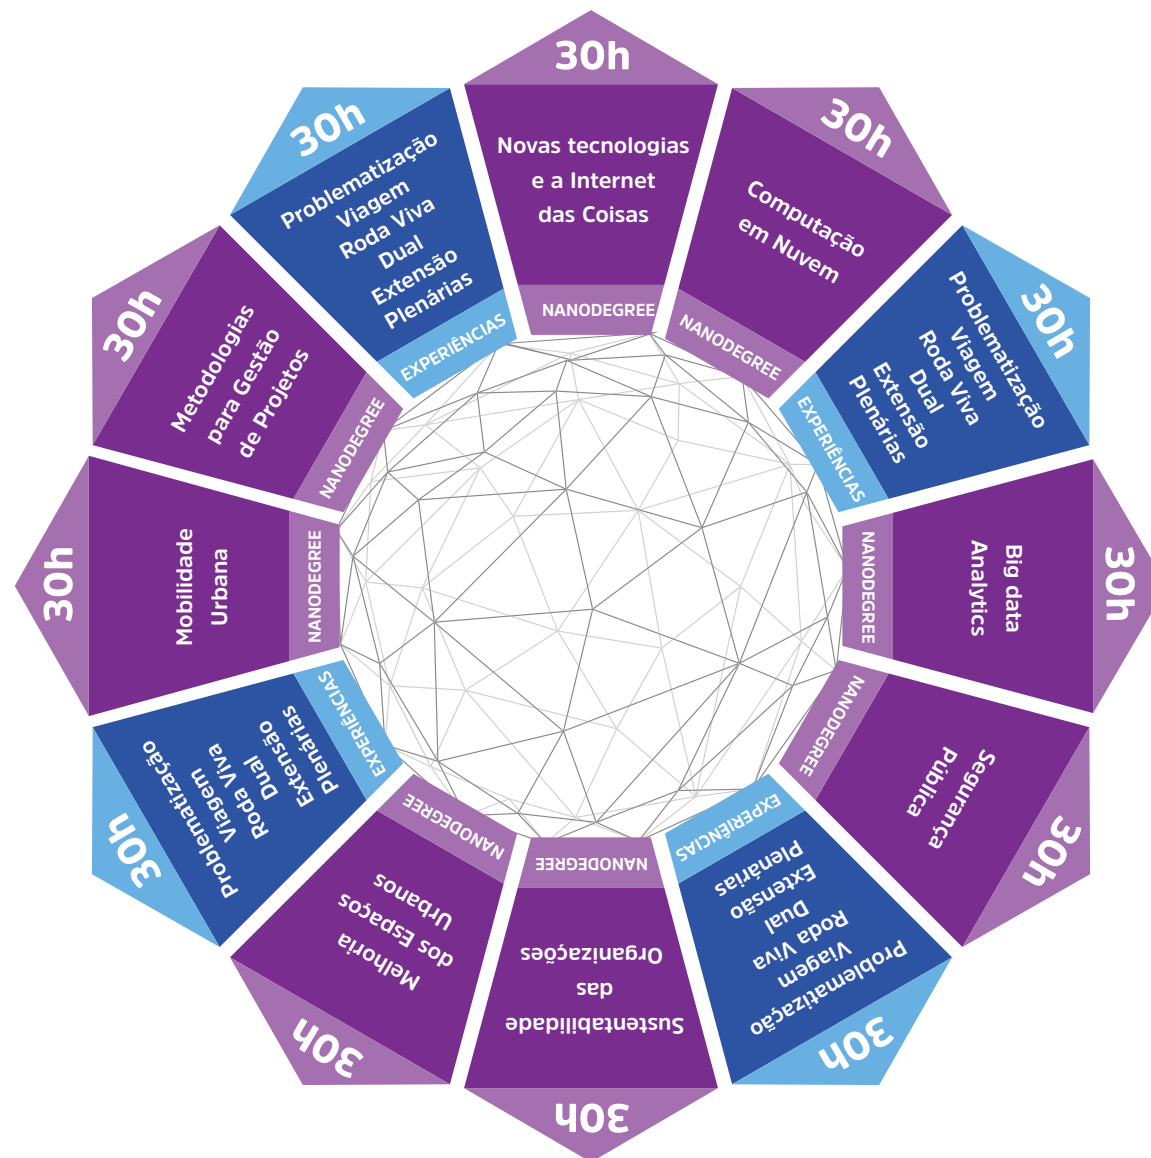 30h
Novas tecnologias
e a Internet
das Coisas
NANODEGREE
30h
Computação
em Nuvem
NANODEGREE
30h
Problematização
Viagem
Roda Viva
Dual
Extensão
Plenárias
EXPERIÊNCIAS
30h
Big data
Analytics
NANODEGREE
30h
Segurança
Pública
NANODEGREE
30h
Problematização
Viagem
Roda Viva
Dual
Extensão
Plenárias
EXPERIÊNCIAS
30h
Sustentabilidade
das
Organizações
NANODEGREE
30h
Melhoria
dos Espaços
Urbanos
NANODEGREE
30h
Problematização
Viagem
Roda Viva
Dual
Extensão
Plenárias
EXPERIÊNCIAS
30h
Mobilidade
Urbana
NANODEGREE
30h
Metodologias
para Gestão
de Projetos
NANODEGREE
30h
Problematização
Viagem
Roda Viva
Dual
Extensão
Plenárias
EXPERIÊNCIAS